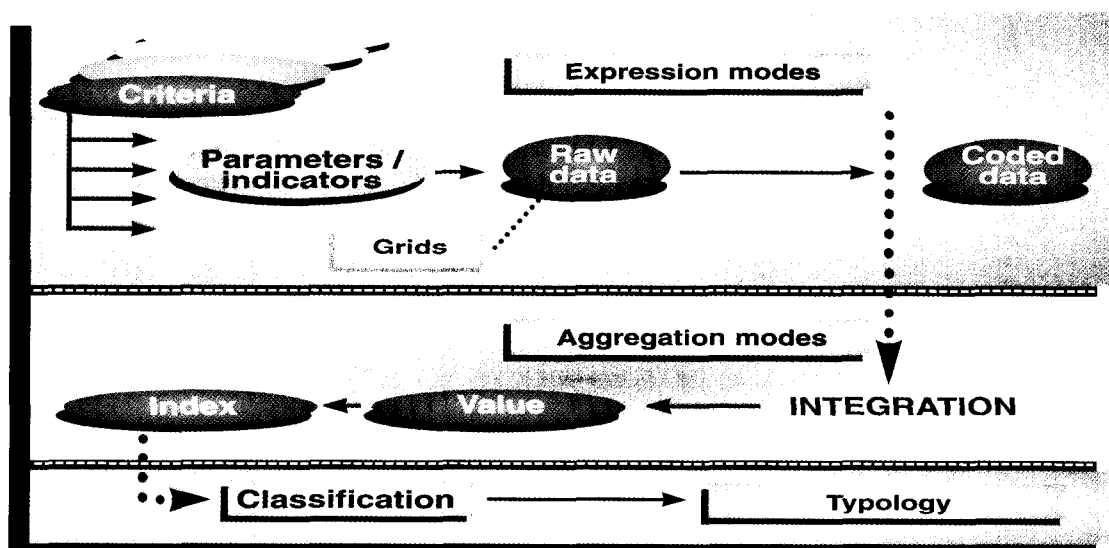 Expression modes
Criteria
Parameters /
indicators
Raw
data
Coded
data
Grids
Aggregation modes
Index
Value
INTEGRATION
Classification
Typology